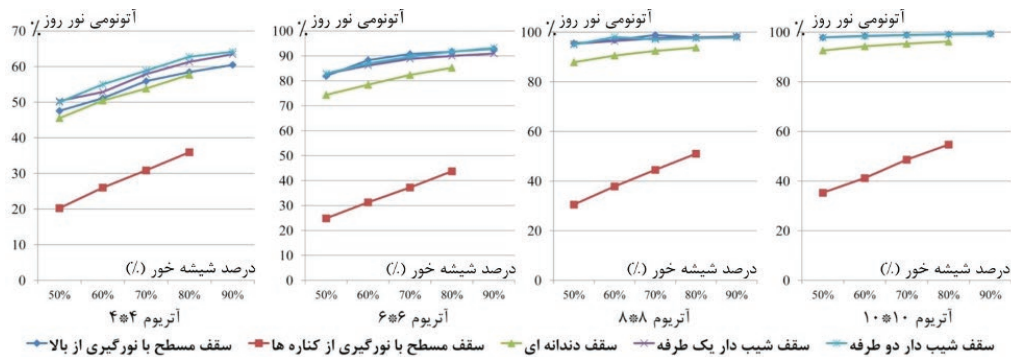 آتونومی نور روز
٪
70
60
50
40
30
20
10
0
درصد شیشه خور (٪)
50% 60% 70% 80% 90%
آتریوم ۴*۴
آتونومی نور روز
٪
100
90
80
70
60
50
40
30
20
10
0
درصد شیشه خور (٪)
50% 60% 70% 80% 90%
آتریوم ۶*۶
آتونومی نور روز
٪
100
80
60
40
20
0
درصد شیشه خور (٪)
50% 60% 70% 80% 90%
آتریوم ۸*۸
آتونومی نور روز
٪
100
80
60
40
20
0
درصد شیشه خور (٪)
50% 60% 70% 80% 90%
آتریوم ۱۰*۱۰
سقف مسطح با نورگیری از بالا
سقف مسطح با نورگیری از کناره ها
سقف دندانه ای
سقف شیب دار یک طرفه
سقف شیب دار دو طرفه